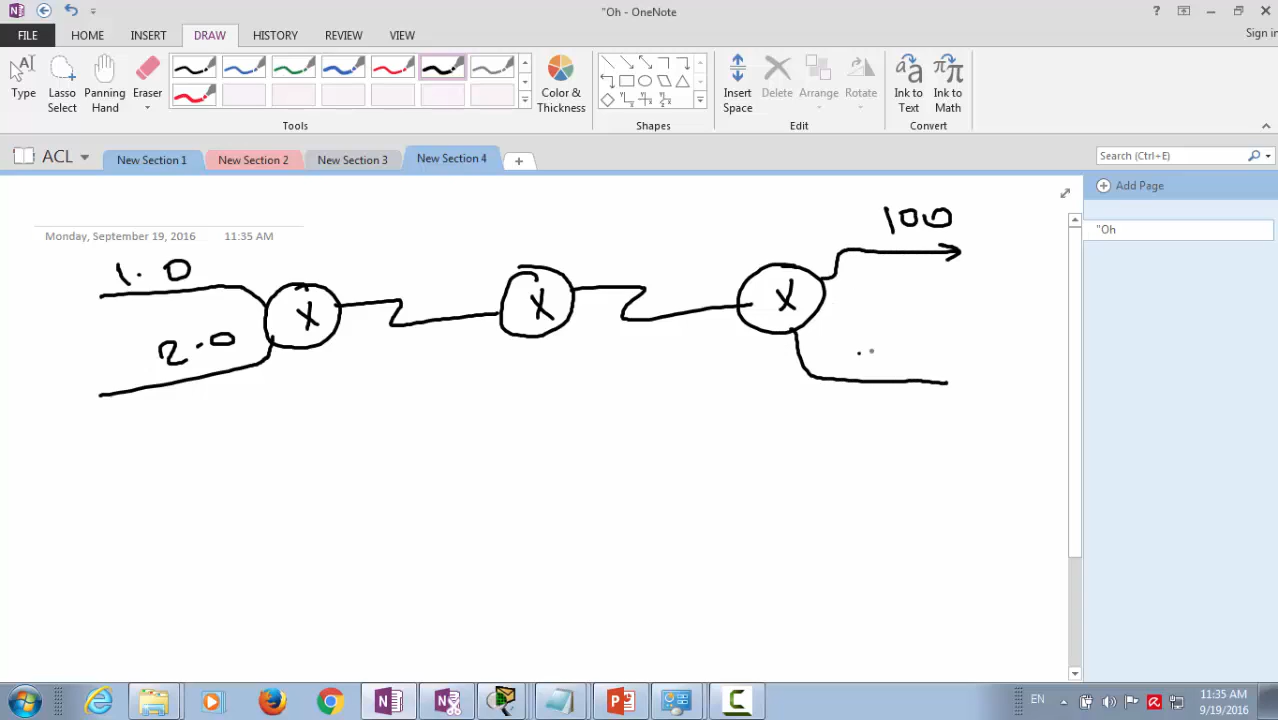 "Oh - OneNote
Sign in
FILE HOME INSERT DRAW HISTORY REVIEW VIEW
Type
Lasso Select
Panning Hand
Eraser
Color & Thickness
Insert Space
Delete
Arrange
Rotate
Ink to Text
Ink to Math
Tools Shapes Edit Convert
ACL New Section 1 New Section 2 New Section 3 New Section 4
Search (Ctrl+E)
Add Page
"Oh
Monday, September 19, 2016 11:35 AM
100
1.0
2.0
X X X
EN
11:35 AM
9/19/2016